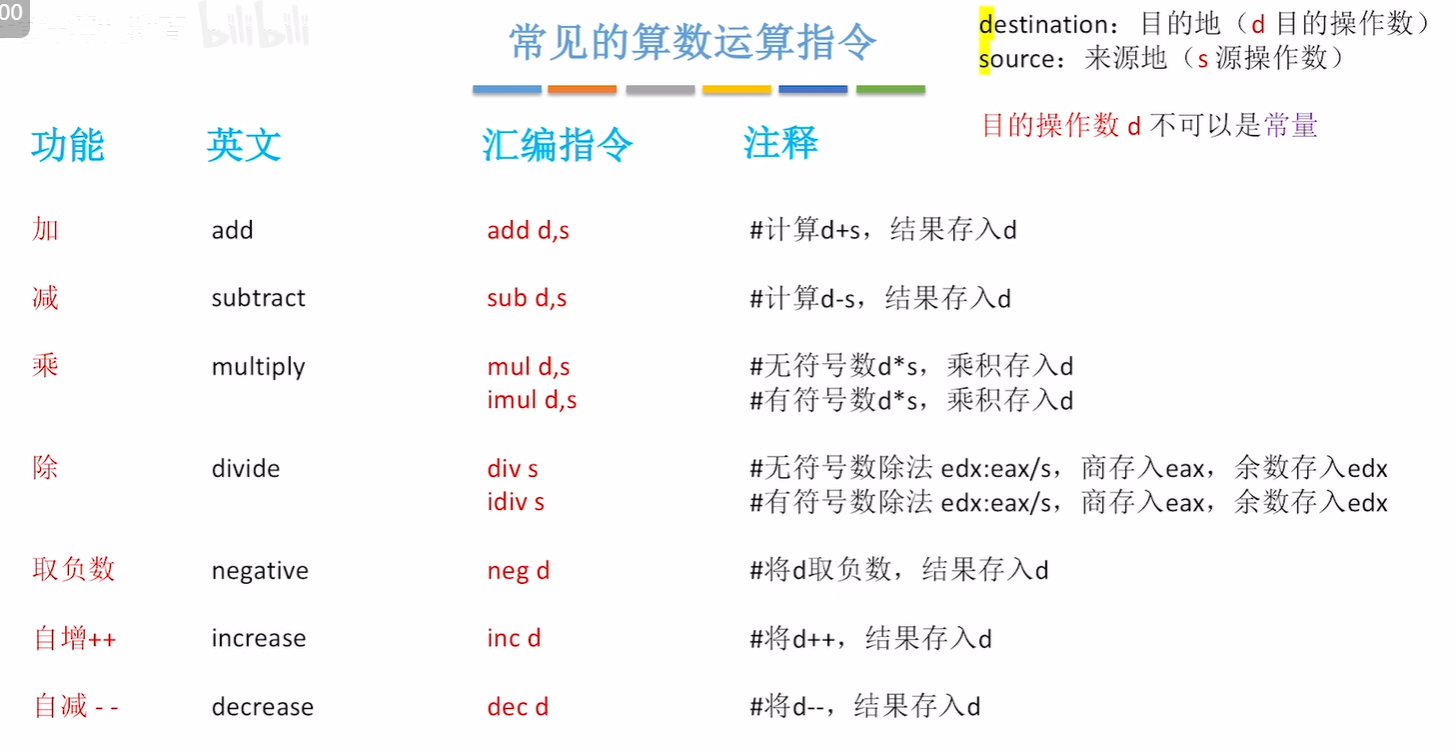 00
bilibili
常见的算数运算指令
destination：目的地（d 目的操作数）
source：来源地（s 源操作数）
目的操作数 d 不可以是常量
功能 英文 汇编指令 注释
加 add add d,s #计算d+s，结果存入d
减 subtract sub d,s #计算d-s，结果存入d
乘 multiply mul d,s #无符号数d*s，乘积存入d
imul d,s #有符号数d*s，乘积存入d
除 divide div s #无符号数除法 edx:eax/s，商存入eax，余数存入edx
idiv s #有符号数除法 edx:eax/s，商存入eax，余数存入edx
取负数 negative neg d #将d取负数，结果存入d
自增++ increase inc d #将d++，结果存入d
自减 - - decrease dec d #将d--，结果存入d